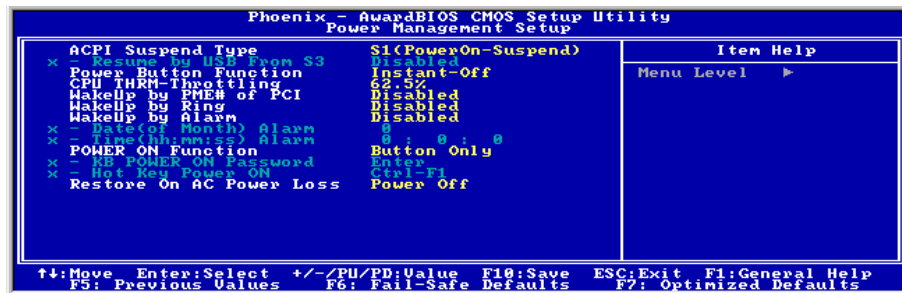 Phoenix - AwardBIOS CMOS Setup Utility
Power Management Setup
ACPI Suspend Type S1(PowerOn-Suspend)
x - Resume by USB From S3 Disabled
Power Button Function Instant-Off
CPU THRM-Throttling 62.5%
WakeUp by PME# of PCI Disabled
WakeUp by Ring Disabled
WakeUp by Alarm Disabled
x - Date(of Month) Alarm 0
x - Time(hh:mm:ss) Alarm 0 : 0 : 0
POWER ON Function Button Only
x - KB POWER ON Password Enter
x - Hot Key Power ON Ctrl-F1
Restore On AC Power Loss Power Off
Item Help
Menu Level ►
↑↓:Move Enter:Select +/-/PU/PD:Value F10:Save ESC:Exit F1:General Help
F5: Previous Values F6: Fail-Safe Defaults F7: Optimized Defaults